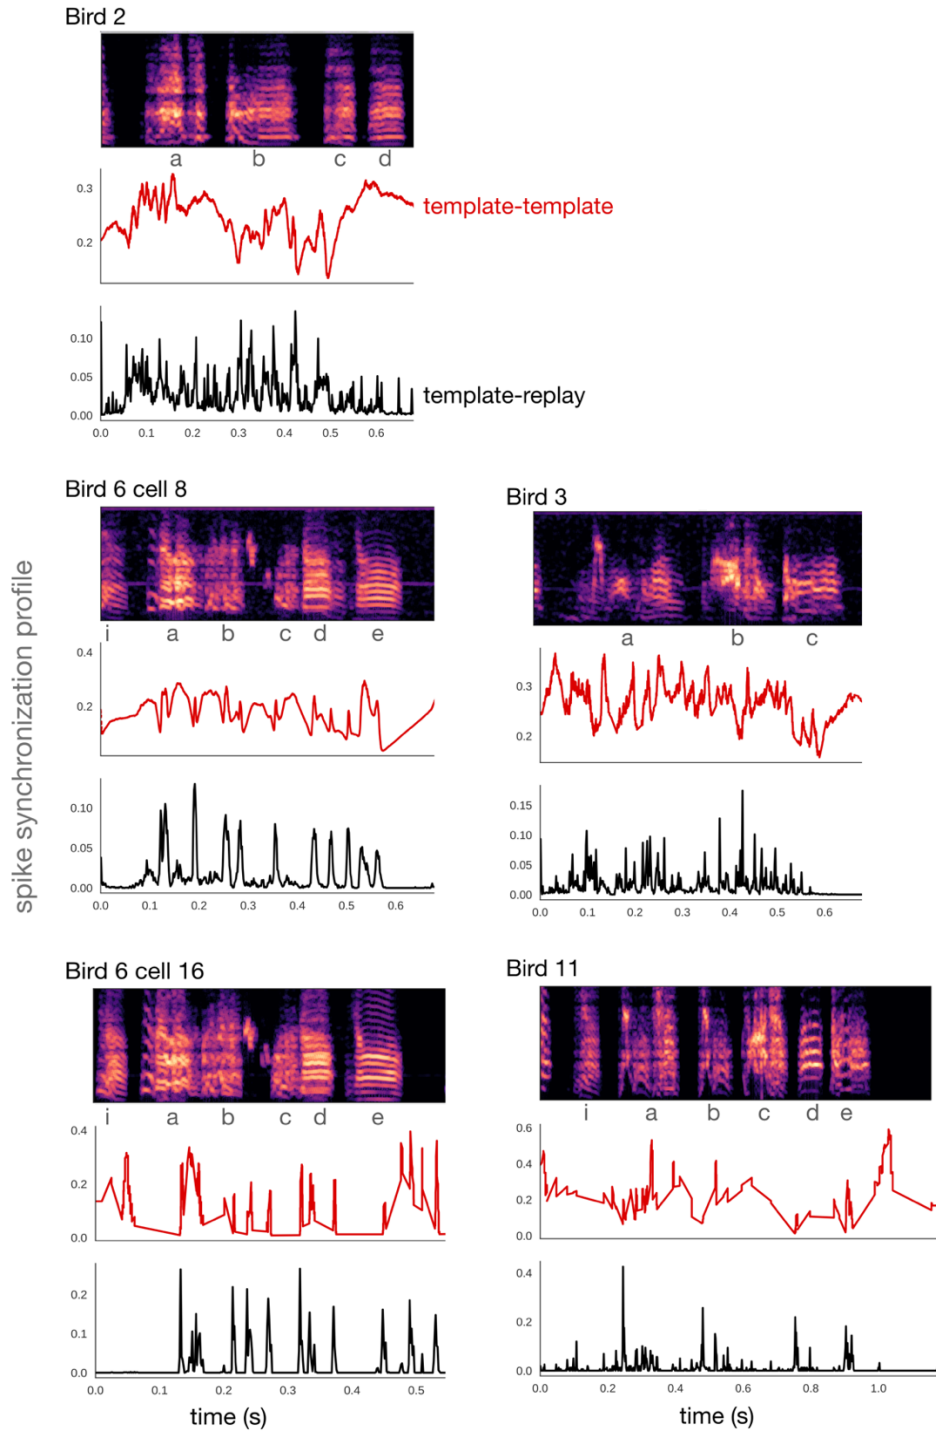 Bird 2
a b c d
0.3
0.2
template-template
0.10
0.05
0.00
template-replay
0.0 0.1 0.2 0.3 0.4 0.5 0.6
spike synchronization profile
Bird 6 cell 8
i a b c d e
0.4
0.2
0.10
0.05
0.00
0.0 0.1 0.2 0.3 0.4 0.5 0.6
Bird 3
a b c
0.3
0.2
0.15
0.10
0.05
0.00
0.0 0.1 0.2 0.3 0.4 0.5 0.6
Bird 6 cell 16
i a b c d e
0.4
0.2
0.0
0.2
0.1
0.0
0.0 0.1 0.2 0.3 0.4 0.5
time (s)
Bird 11
i a b c d e
0.6
0.4
0.2
0.0
0.4
0.2
0.0
0.0 0.2 0.4 0.6 0.8 1.0
time (s)